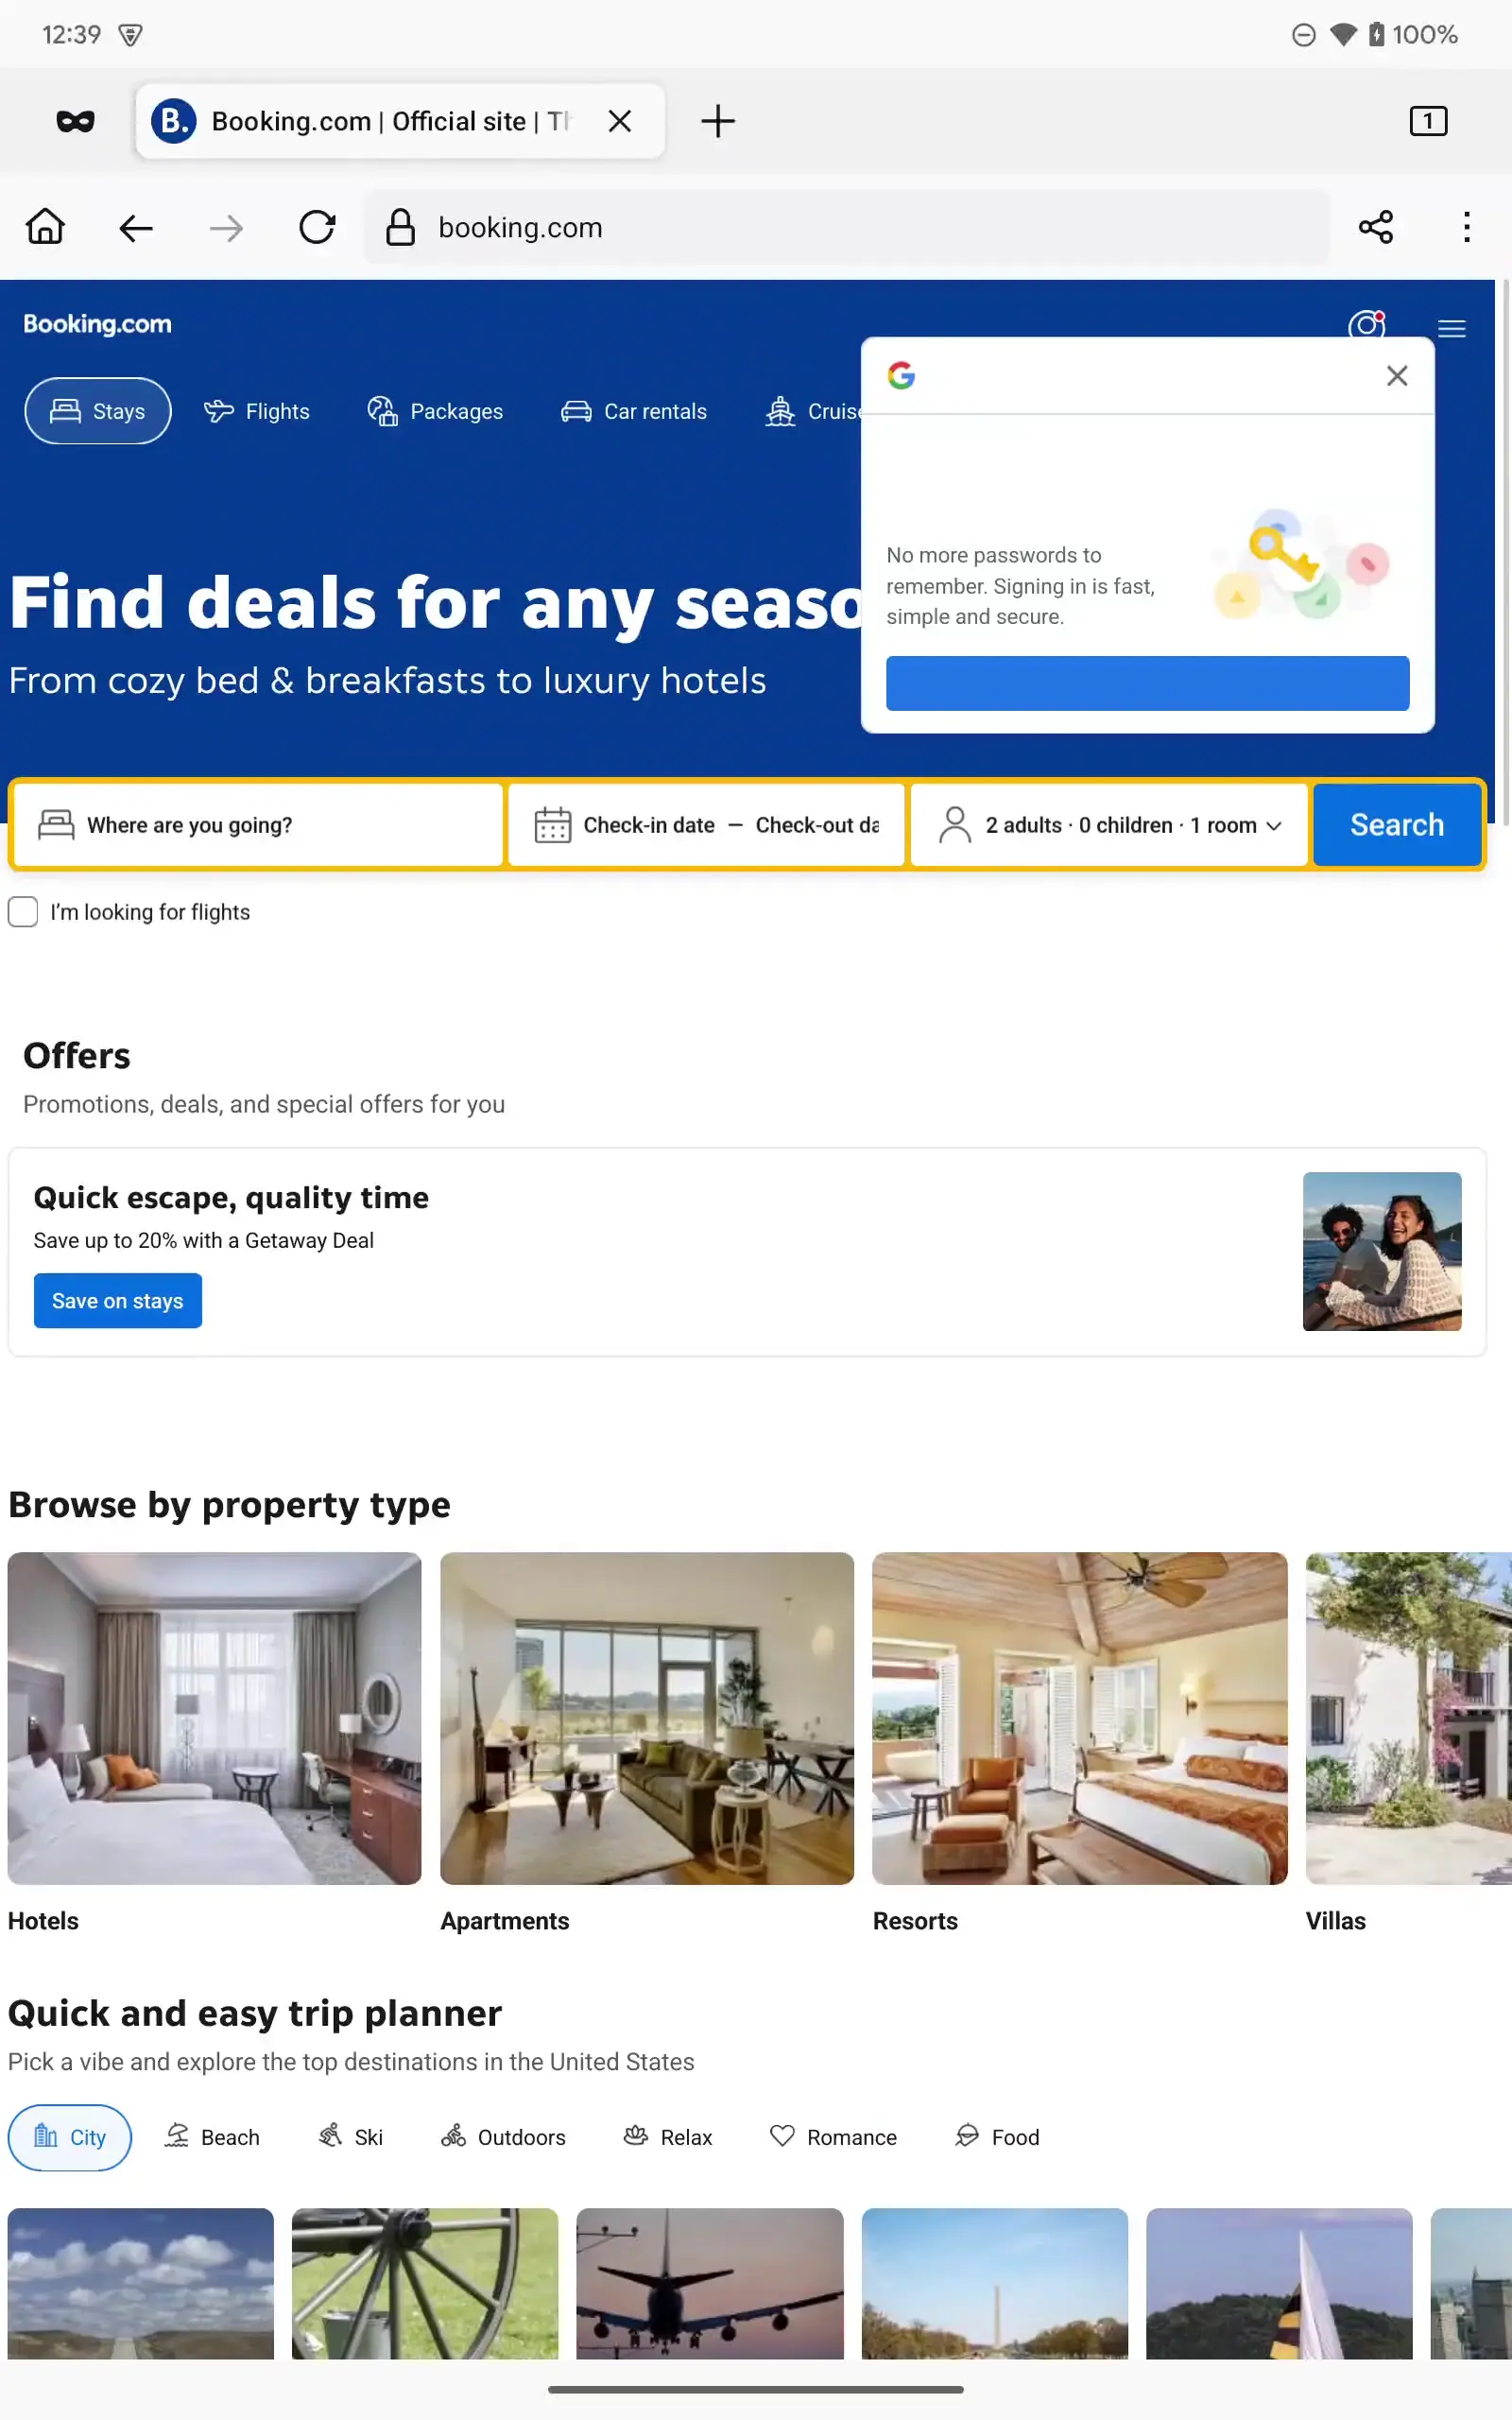 12:39
100%
B. Booking.com | Official site | Th
1
booking.com
Booking.com
Stays
Flights
Packages
Car rentals
Cruise
G
No more passwords to
remember. Signing in is fast,
simple and secure.
Find deals for any seaso
From cozy bed & breakfasts to luxury hotels
Where are you going?
Check-in date — Check-out da
2 adults · 0 children · 1 room
Search
I’m looking for flights
Offers
Promotions, deals, and special offers for you
Quick escape, quality time
Save up to 20% with a Getaway Deal
Save on stays
Browse by property type
Hotels
Apartments
Resorts
Villas
Quick and easy trip planner
Pick a vibe and explore the top destinations in the United States
City
Beach
Ski
Outdoors
Relax
Romance
Food